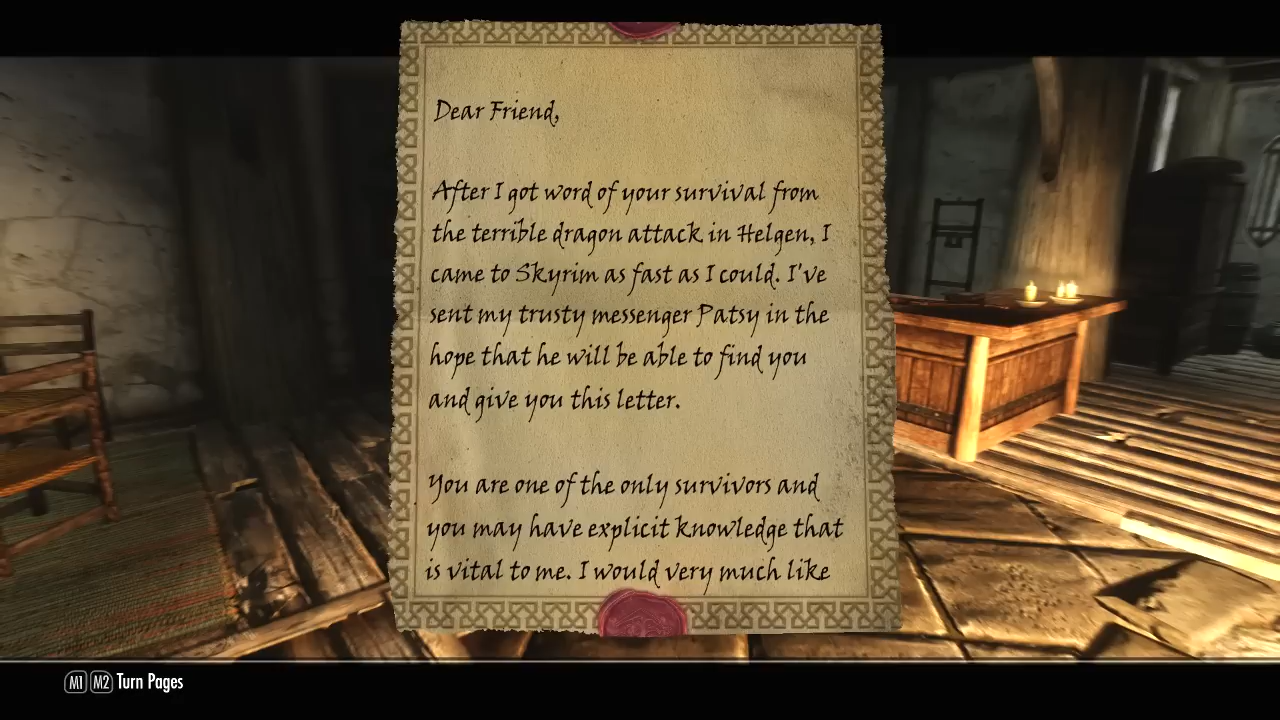 Dear Friend,
After I got word of your survival from
the terrible dragon attack in Helgen, I
came to Skyrim as fast as I could. I've
sent my trusty messenger Patsy in the
hope that he will be able to find you
and give you this letter.
You are one of the only survivors and
you may have explicit knowledge that
is vital to me. I would very much like
M1 M2 Turn Pages